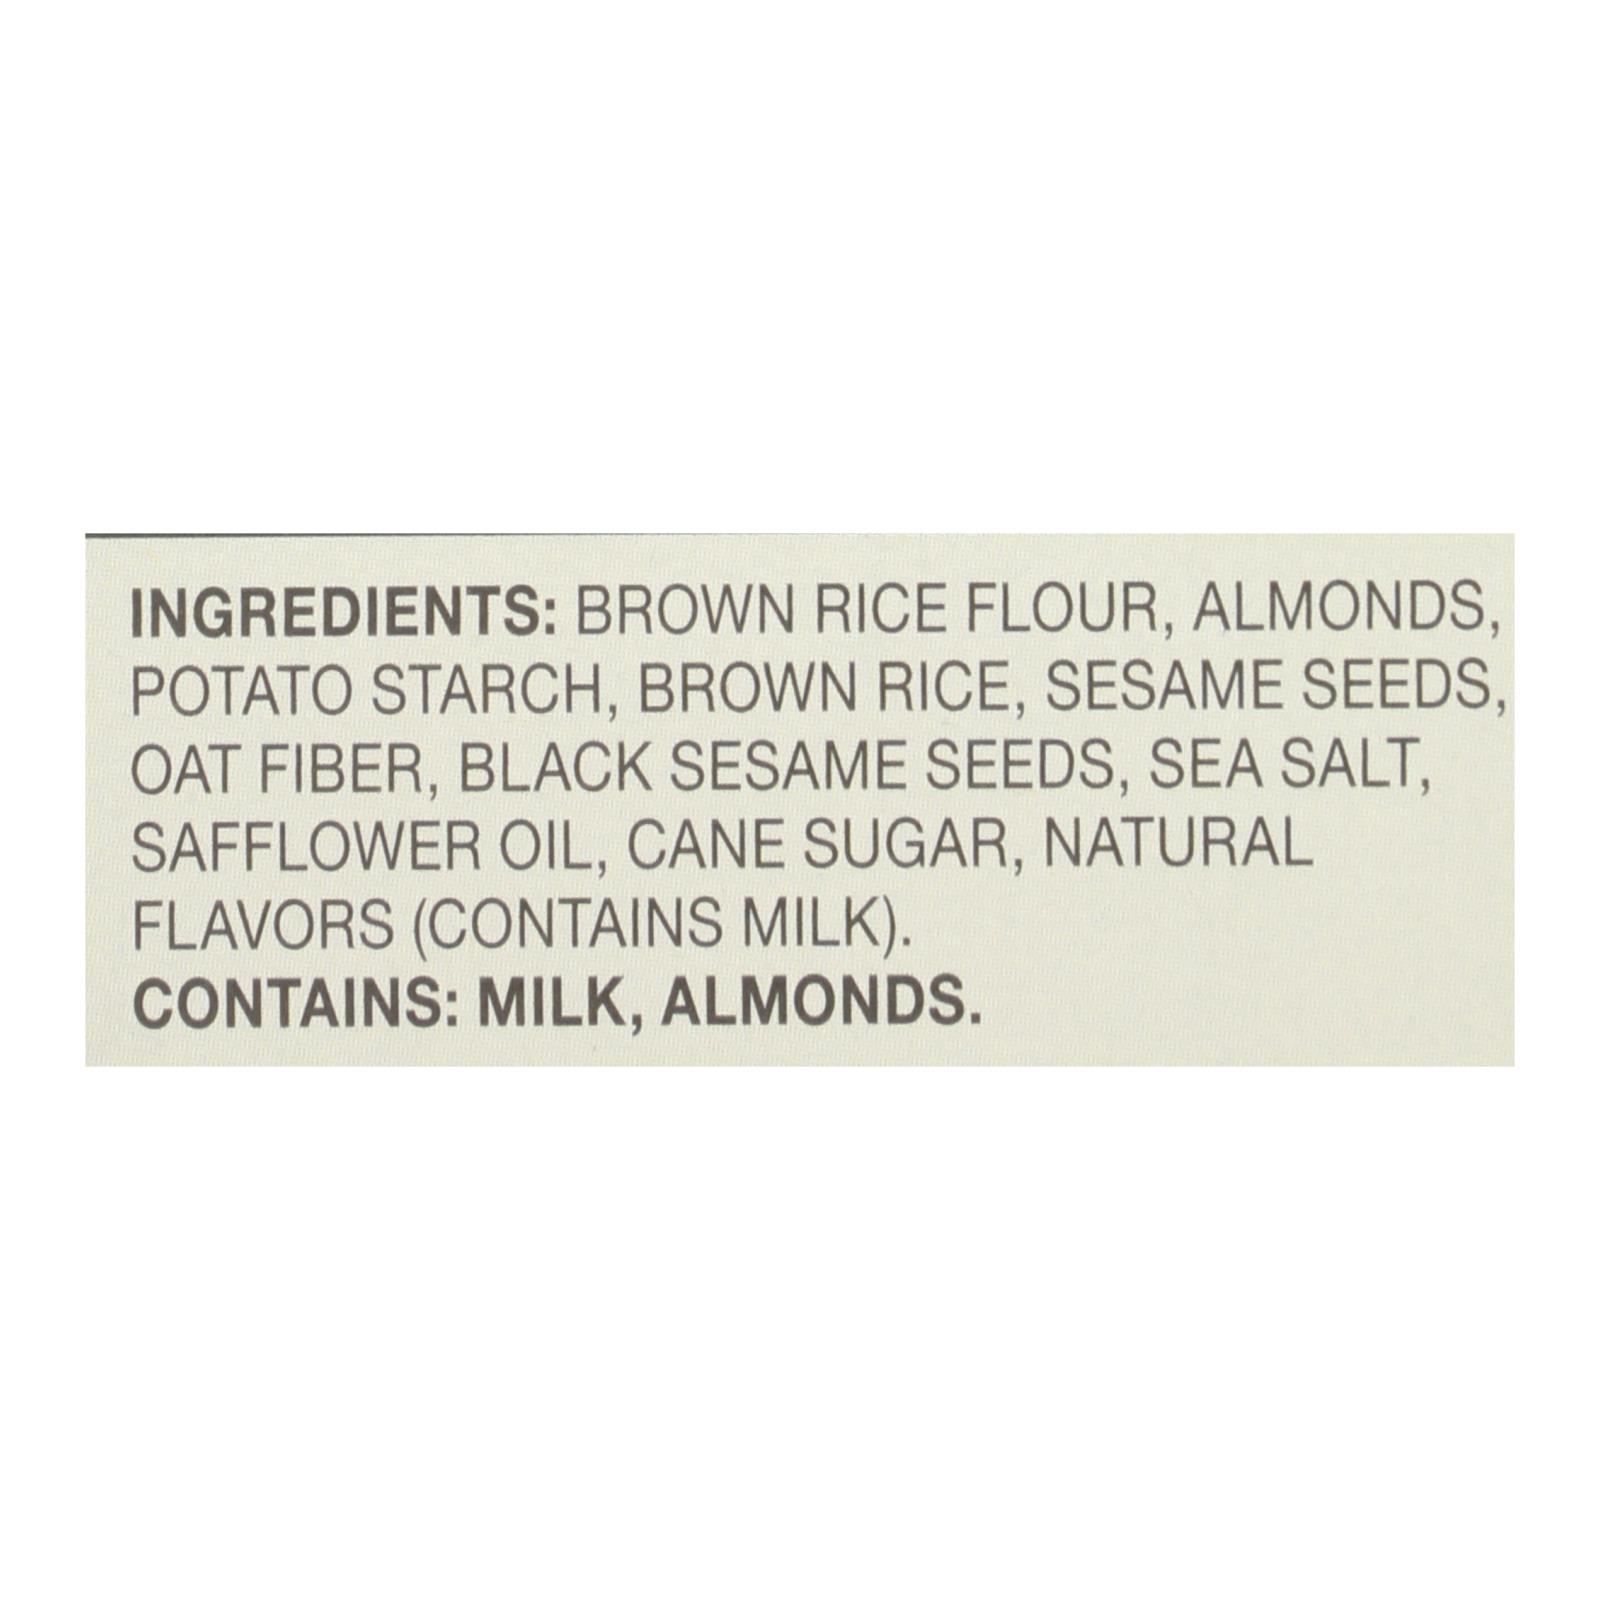 INGREDIENTS: BROWN RICE FLOUR, ALMONDS,
POTATO STARCH, BROWN RICE, SESAME SEEDS,
OAT FIBER, BLACK SESAME SEEDS, SEA SALT,
SAFFLOWER OIL, CANE SUGAR, NATURAL
FLAVORS (CONTAINS MILK).
CONTAINS: MILK, ALMONDS.